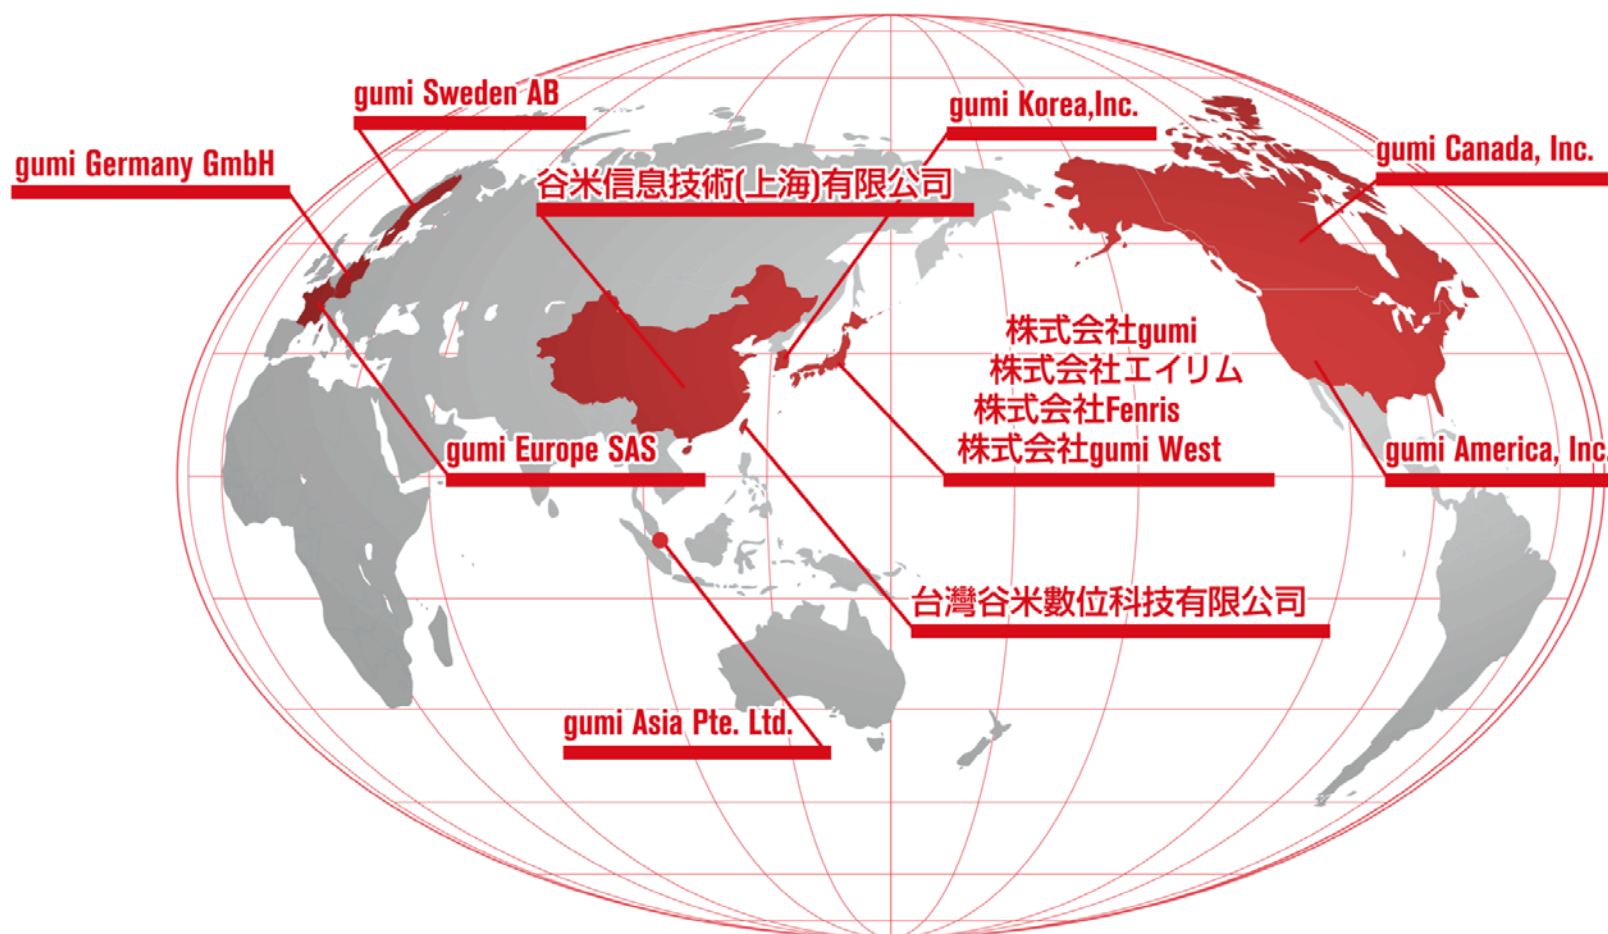 gumi Sweden AB
gumi Korea,Inc.
gumi Germany GmbH
gumi Canada, Inc.
谷米信息技術(上海)有限公司
株式会社gumi
株式会社エイリム
株式会社Fenris
株式会社gumi West
gumi Europe SAS
gumi America, Inc.
台灣谷米數位科技有限公司
gumi Asia Pte. Ltd.